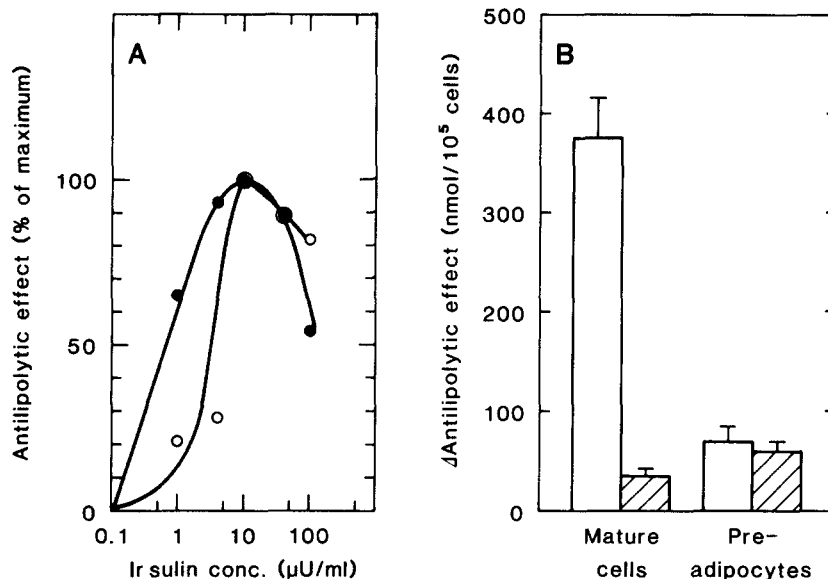 A
Antilipolytic effect (% of maximum)
100
50
0
0.1 1 10 100
Ir sulin conc. (µU/ml)
B
ΔAntilipolytic effect (nmol/10⁵ cells)
500
400
300
200
100
0
Mature
cells
Pre-
adipocytes